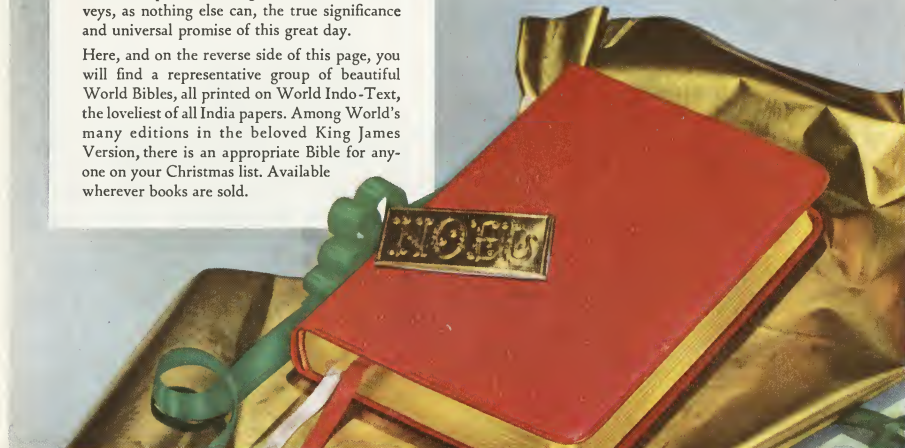 veys, as nothing else can, the true significance
and universal promise of this great day.
Here, and on the reverse side of this page, you
will find a representative group of beautiful
World Bibles, all printed on World Indo-Text,
the loveliest of all India papers. Among World's
many editions in the beloved King James
Version, there is an appropriate Bible for any-
one on your Christmas list. Available
wherever books are sold.
NOEL